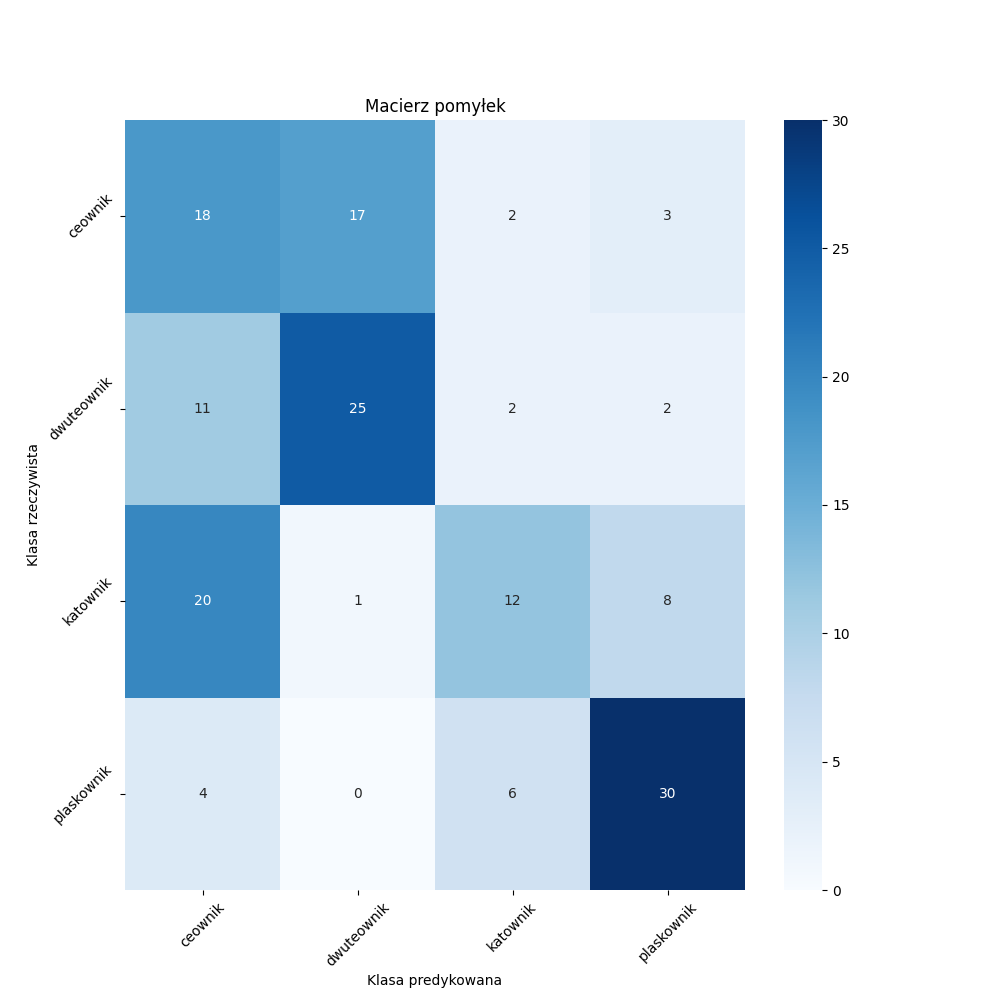 Macierz pomyłek
Klasa rzeczywista
ceownik 18 17 2 3
dwuteownik 11 25 2 2
katownik 20 1 12 8
plaskownik 4 0 6 30
ceownik dwuteownik katownik plaskownik
Klasa predykowana
30
25
20
15
10
5
0